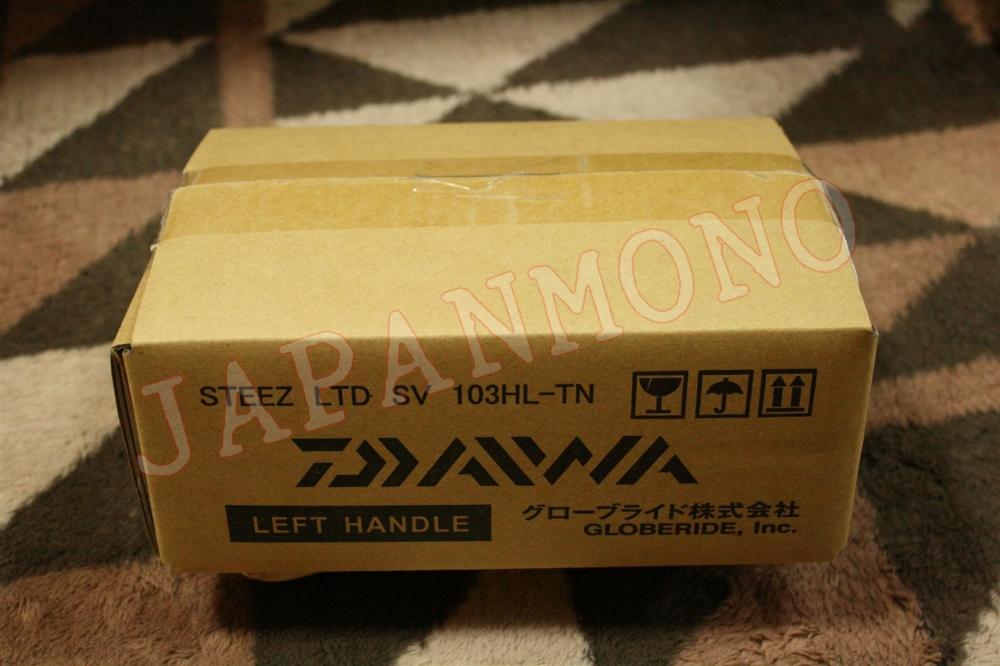 STEEZ LTD SV 103HL-TN
DAIWA
LEFT HANDLE
グローブライド株式会社
GLOBERIDE, Inc.
JAPANMONO